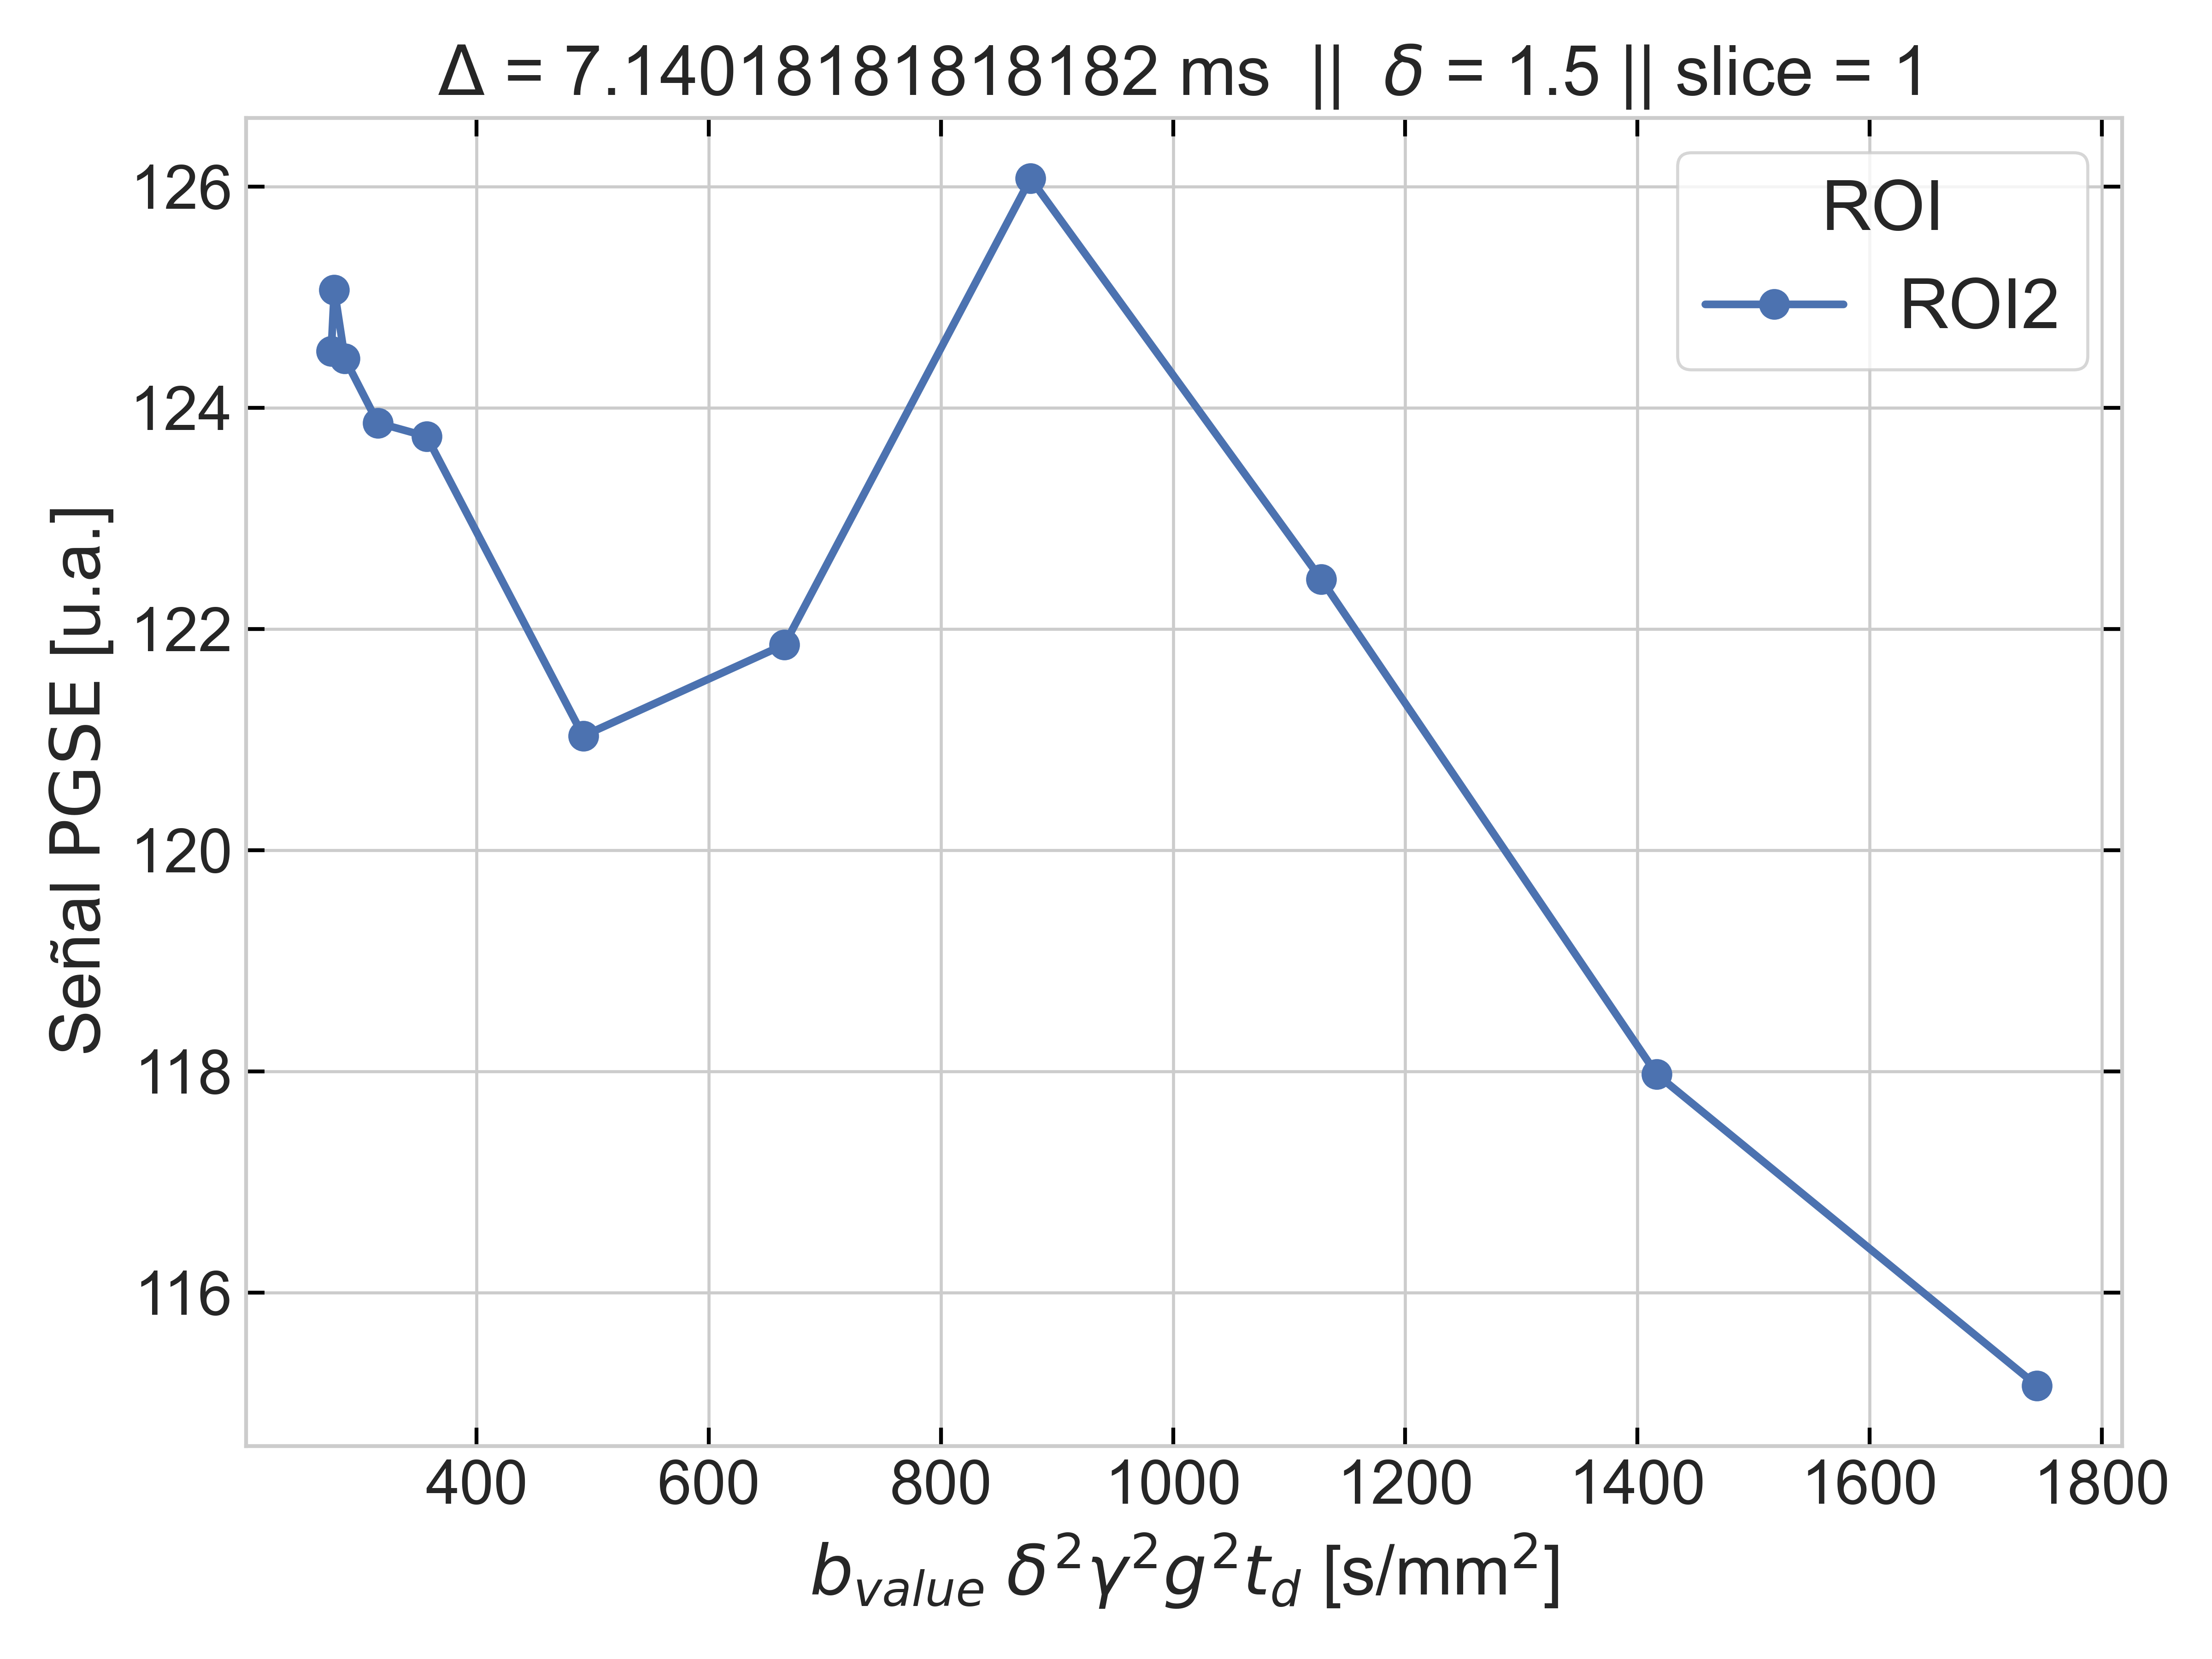 Δ = 7.140181818181818182 ms || δ = 1.5 || slice = 1
126
124
122
120
118
116
Señal PGSE [u.a.]
ROI
ROI2
400 600 800 1000 1200 1400 1600 1800
b_value δ²γ²g²t_d [s/mm²]